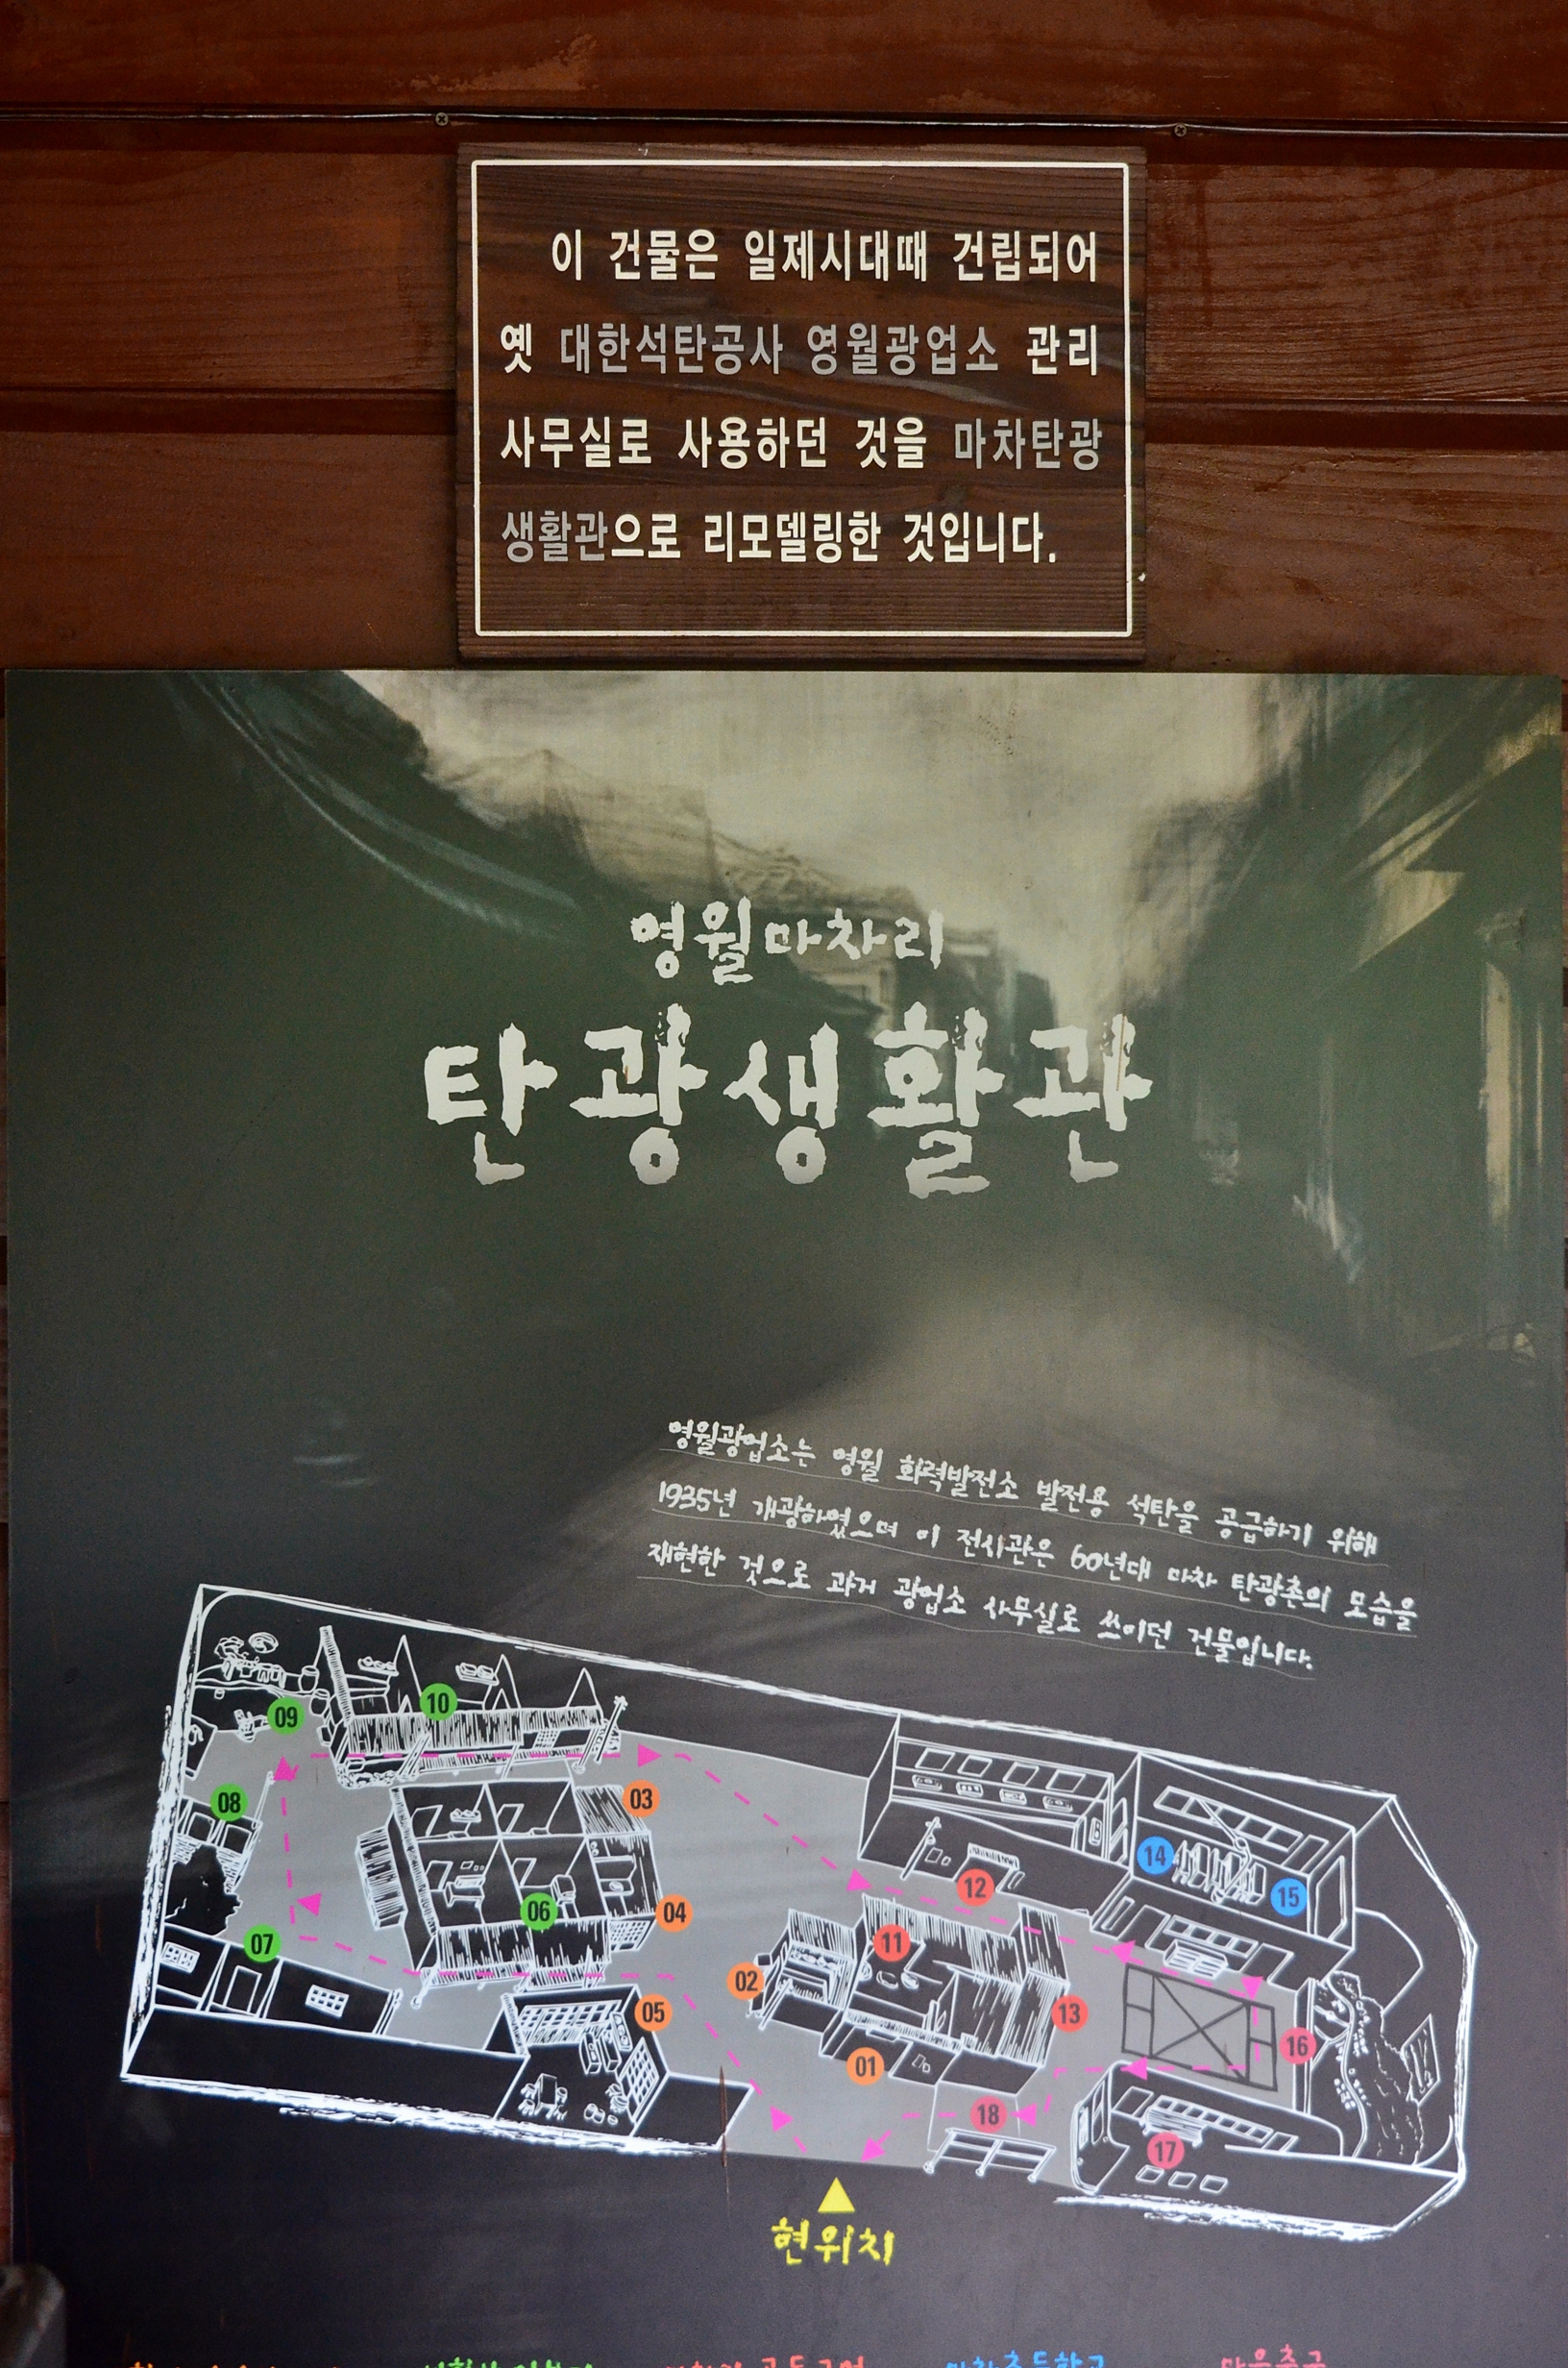 이 건물은 일제시대때 건립되어
옛 대한석탄공사 영월광업소 관리
사무실로 사용하던 것을 마차탄광
생활관으로 리모델링한 것입니다.
영월마차리
탄광생활관
영월광업소는 영월 화력발전소 발전용 석탄을 공급하기 위해
1935년 개광하였으며 이 전시관은 60년대 마차 탄광촌의 모습을
재현한 것으로 과거 광업소 사무실로 쓰이던 건물입니다.
10
09
03
08
14
12
15
06
04
11
07
02
05
13
16
01
18
17
현위치
마차초등학교